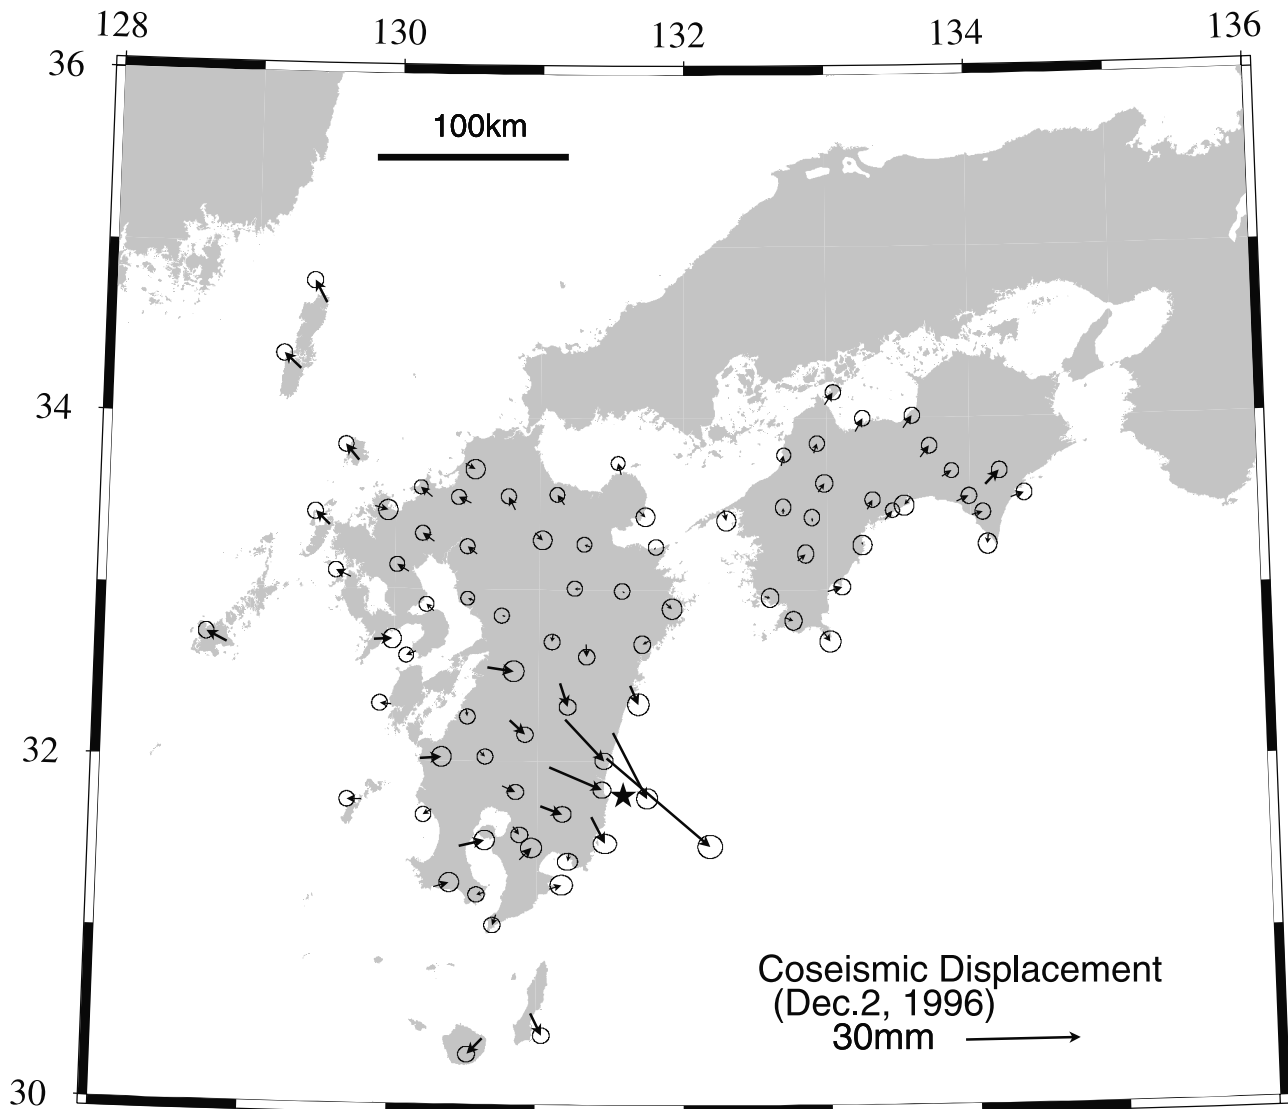 128 130 132 134 136
36
100km
34
32
Coseismic Displacement
(Dec.2, 1996)
30mm
30